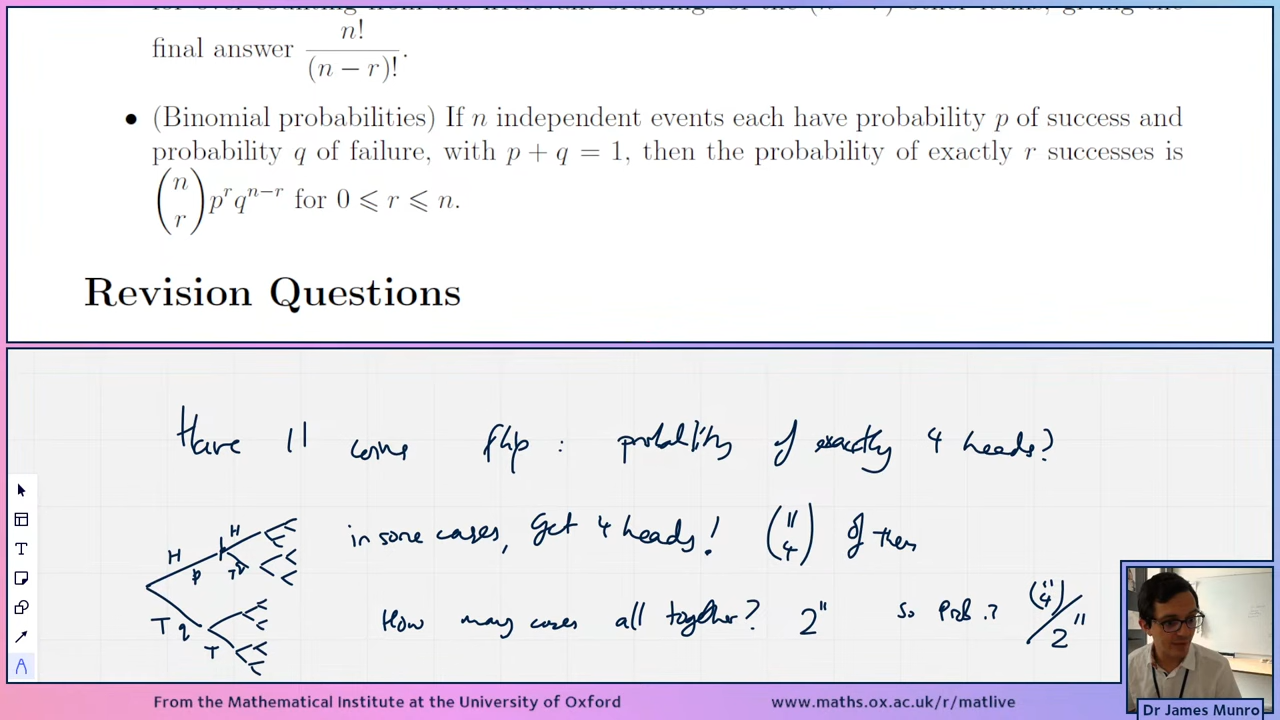 final answer n!/(n − r)!.
• (Binomial probabilities) If n independent events each have probability p of success and
probability q of failure, with p + q = 1, then the probability of exactly r successes is
(n r) p^r q^{n−r} for 0 ⩽ r ⩽ n.
Revision Questions
Have 11 coins flip : probability of exactly 4 heads?
in some cases, get 4 heads! (11 4) of them
H H
p p
T q
T q
T
How many cases all together? 2^11 so prob.? (11 4)/2^11
T
A
From the Mathematical Institute at the University of Oxford
www.maths.ox.ac.uk/r/matlive
Dr James Munro